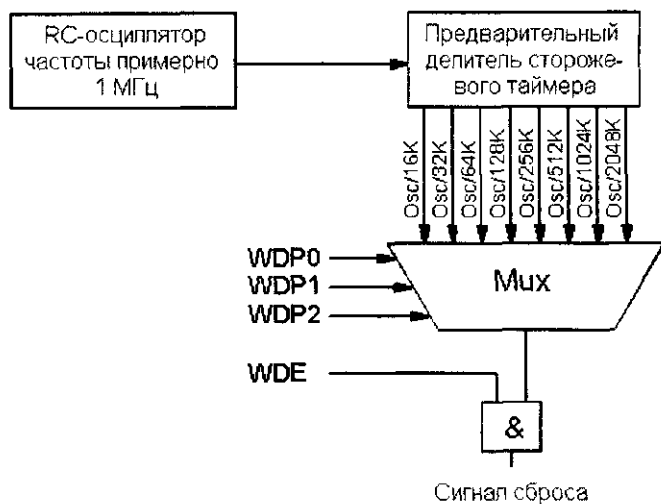 RC-осциллятор
частоты примерно
1 МГц
Предварительный
делитель стороже-
вого таймера
Osc/16K
Osc/32K
Osc/64K
Osc/128K
Osc/256K
Osc/512K
Osc/1024K
Osc/2048K
WDP0
WDP1
WDP2
Mux
WDE
&
Сигнал сброса